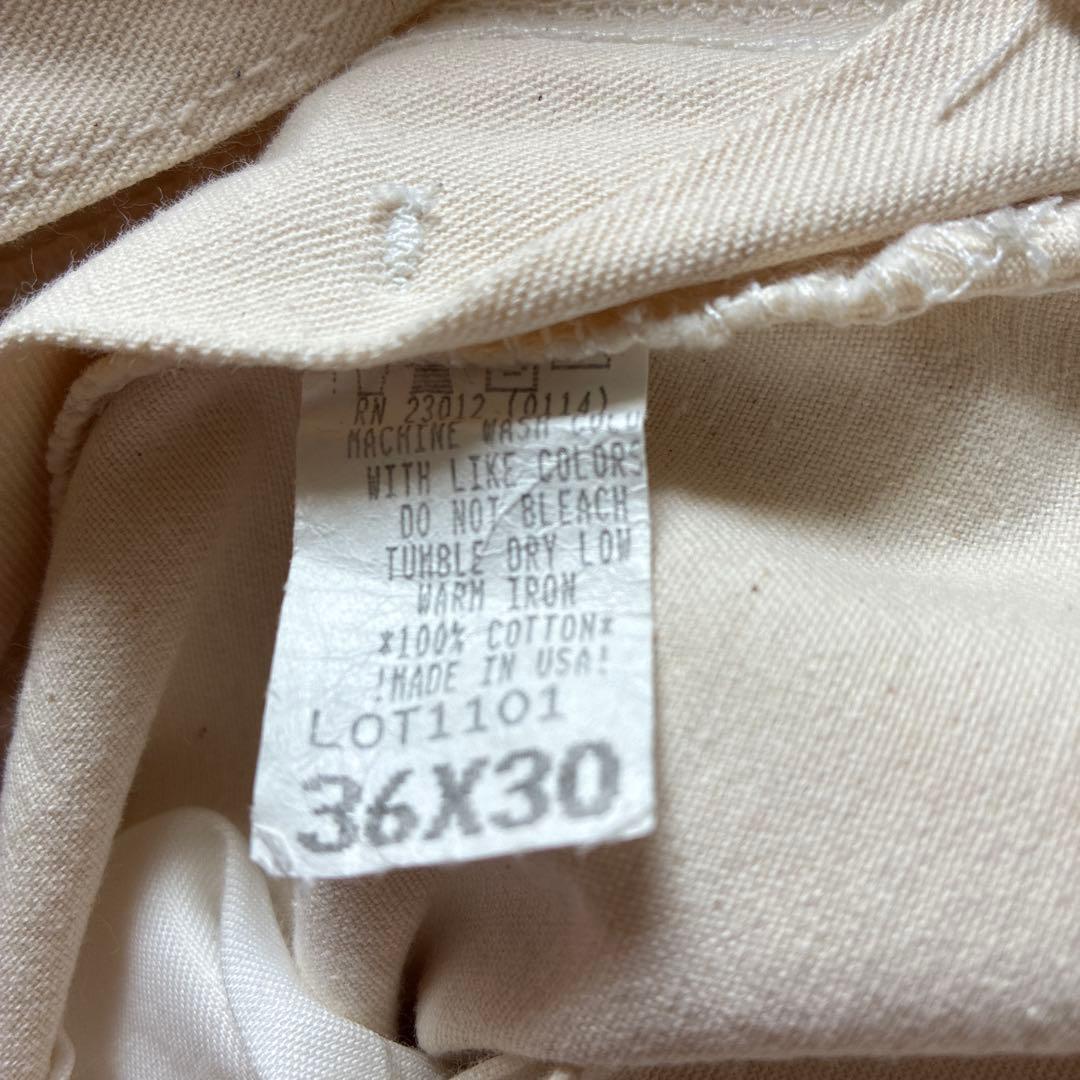 RN 23012 (0114)
MACHINE WASH COLD
WITH LIKE COLORS
DO NOT BLEACH
TUMBLE DRY LOW
WARM IRON
*100% COTTON*
!MADE IN USA!
LOT1101
36X30